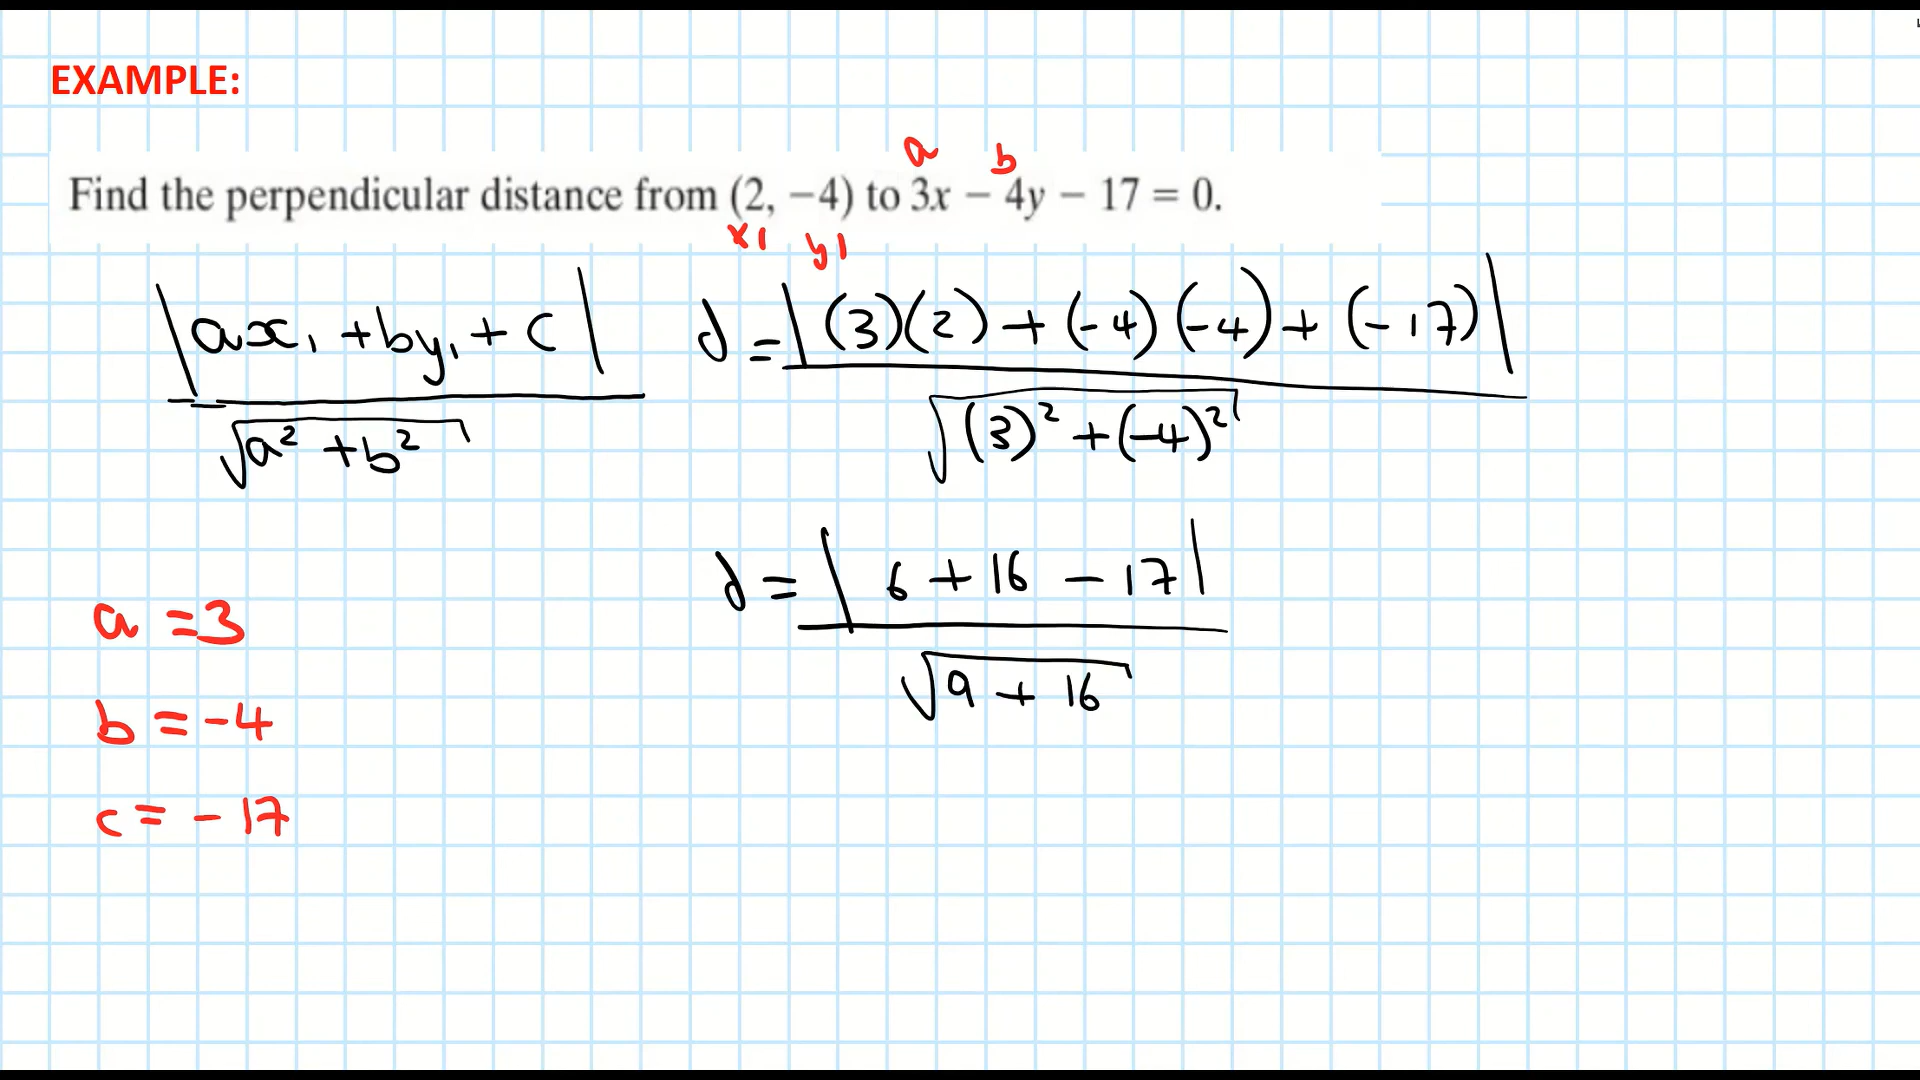 EXAMPLE:
a b
Find the perpendicular distance from (2, −4) to 3x − 4y − 17 = 0.
x1 y1
|ax₁ + by₁ + c|
√a² + b²
d = |(3)(2) + (-4)(-4) + (-17)|
√(3)² + (-4)²
d = | 6 + 16 - 17|
√9 + 16
a = 3
b = -4
c = - 17